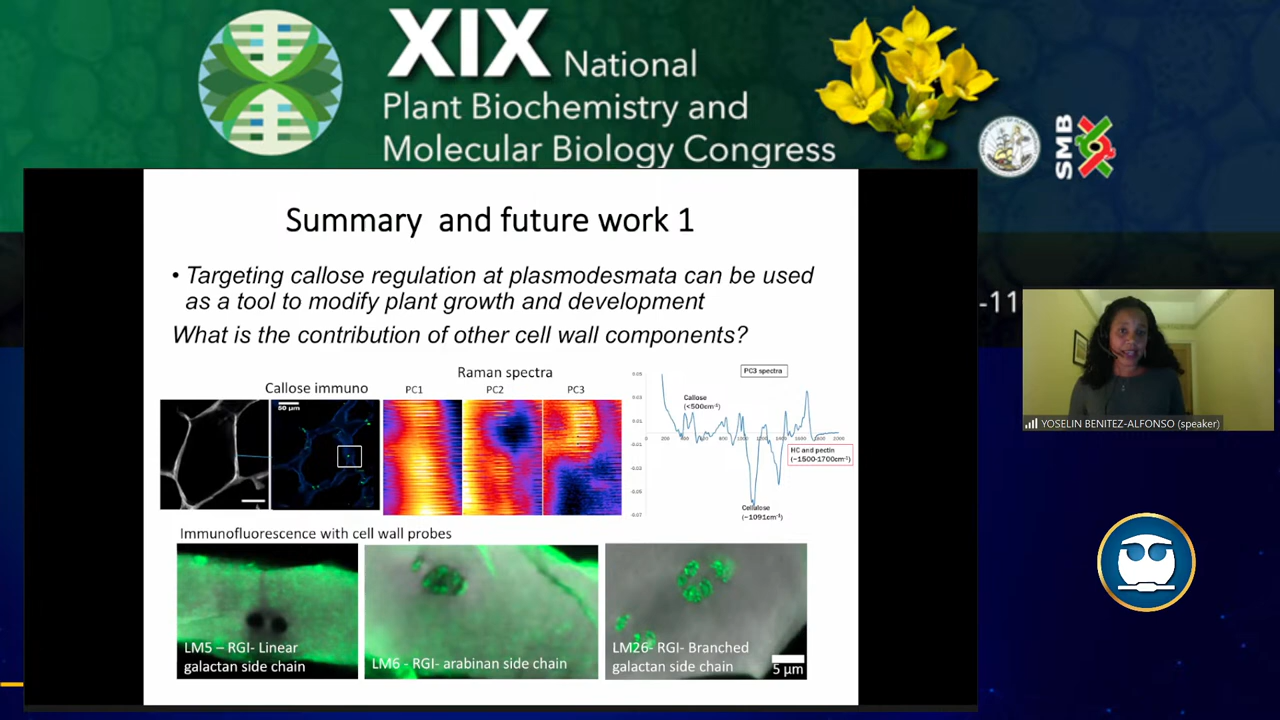 XIX National
Plant Biochemistry and
Molecular Biology Congress
SMB
Summary and future work 1
• Targeting callose regulation at plasmodesmata can be used
as a tool to modify plant growth and development
What is the contribution of other cell wall components?
Raman spectra
Callose immuno
PC1
PC2
PC3
50 µm
PC3 spectra
Callose
(<500cm⁻¹)
HC and pectin
(~1500-1700cm⁻¹)
Cellulose
(~1091cm⁻¹)
-11
YOSELIN BENITEZ-ALFONSO (speaker)
Immunofluorescence with cell wall probes
LM5 – RGI- Linear
galactan side chain
LM6 - RGI- arabinan side chain
LM26- RGI- Branched
galactan side chain
5 µm